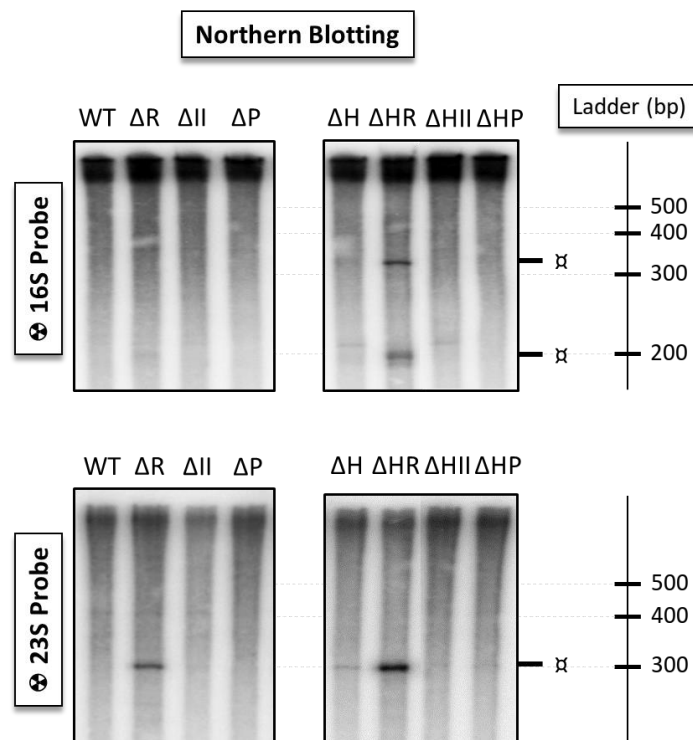 Northern Blotting
WT ΔR ΔII ΔP
ΔH ΔHR ΔHII ΔHP
Ladder (bp)
☢ 16S Probe
500
400
¤
300
¤
200
WT ΔR ΔII ΔP
ΔH ΔHR ΔHII ΔHP
☢ 23S Probe
500
400
¤
300